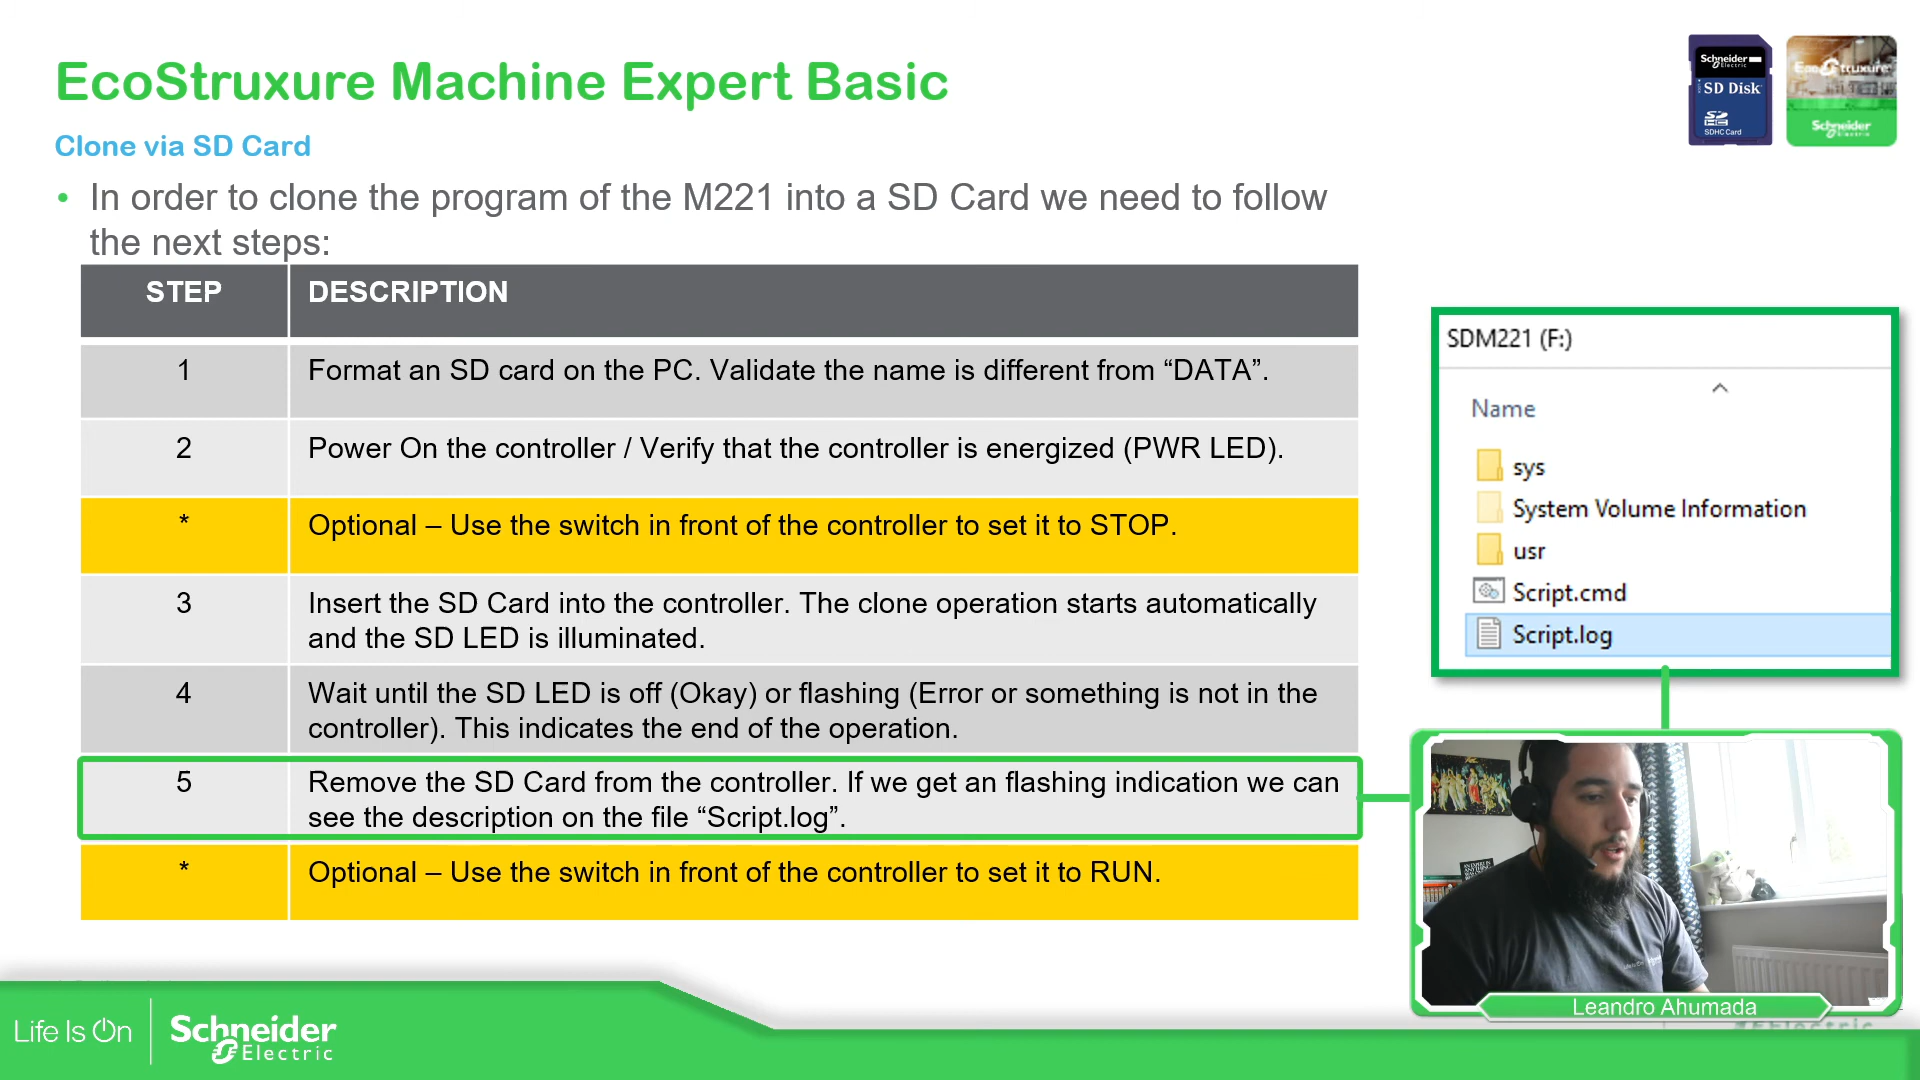 EcoStruxure Machine Expert Basic
Clone via SD Card
• In order to clone the program of the M221 into a SD Card we need to follow
the next steps:
STEP DESCRIPTION
1 Format an SD card on the PC. Validate the name is different from “DATA”.
2 Power On the controller / Verify that the controller is energized (PWR LED).
* Optional – Use the switch in front of the controller to set it to STOP.
3 Insert the SD Card into the controller. The clone operation starts automatically
and the SD LED is illuminated.
4 Wait until the SD LED is off (Okay) or flashing (Error or something is not in the
controller). This indicates the end of the operation.
5 Remove the SD Card from the controller. If we get an flashing indication we can
see the description on the file “Script.log”.
* Optional – Use the switch in front of the controller to set it to RUN.
Schneider
Electric
SD Disk
SDHC Card
EcoStruxure
Schneider
Electric
SDM221 (F:)
Name
sys
System Volume Information
usr
Script.cmd
Script.log
Leandro Ahumada
Life Is On
Schneider
Electric